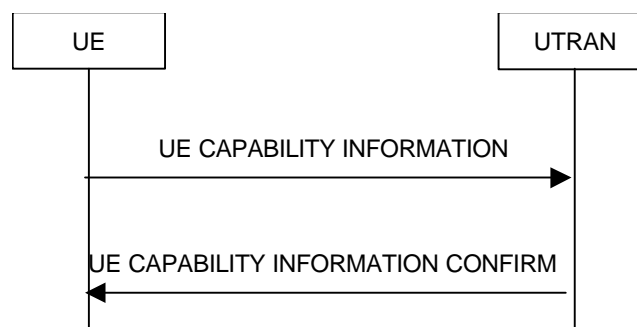 UE
UTRAN
UE CAPABILITY INFORMATION
UE CAPABILITY INFORMATION CONFIRM